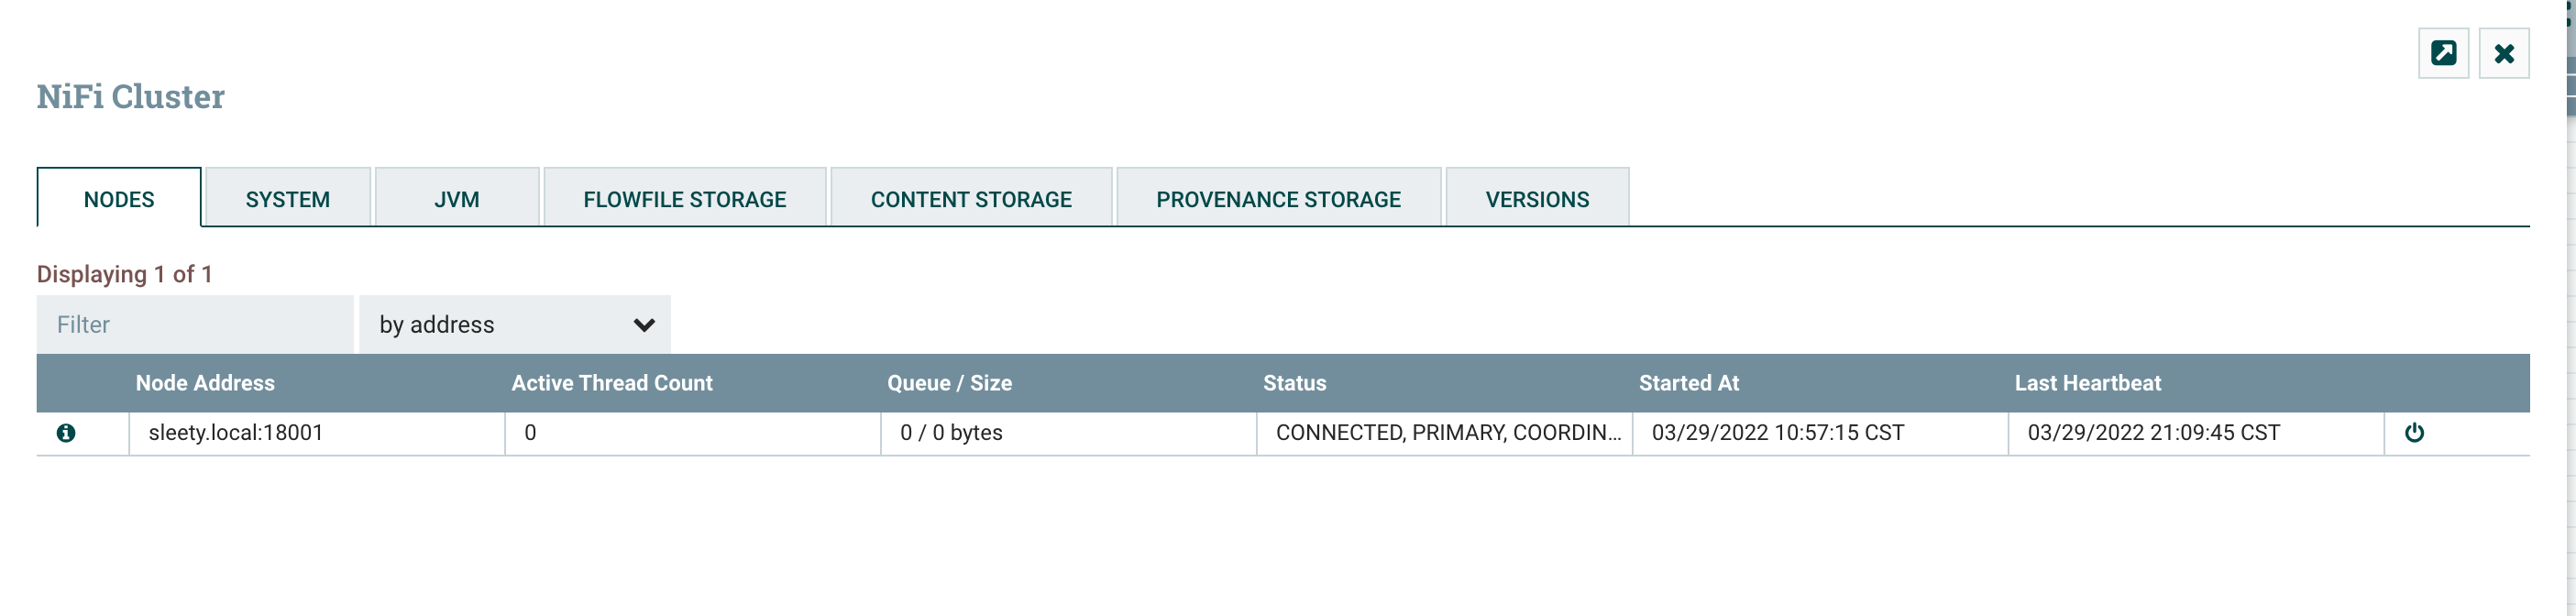 NiFi Cluster
NODES SYSTEM JVM FLOWFILE STORAGE CONTENT STORAGE PROVENANCE STORAGE VERSIONS
Displaying 1 of 1
Filter by address
Node Address Active Thread Count Queue / Size Status Started At Last Heartbeat
sleety.local:18001 0 0 / 0 bytes CONNECTED, PRIMARY, COORDIN... 03/29/2022 10:57:15 CST 03/29/2022 21:09:45 CST